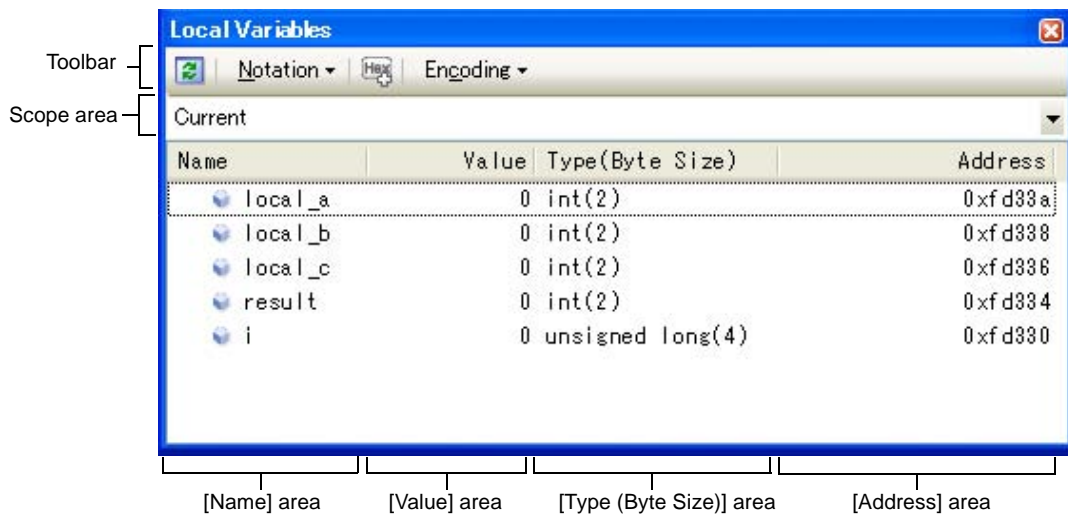 Local Variables
Toolbar
Notation Hex Encoding
Scope area
Current
Name Value Type(Byte Size) Address
local_a 0 int(2) 0xfd33a
local_b 0 int(2) 0xfd338
local_c 0 int(2) 0xfd336
result 0 int(2) 0xfd334
i 0 unsigned long(4) 0xfd330
[Name] area [Value] area [Type (Byte Size)] area [Address] area